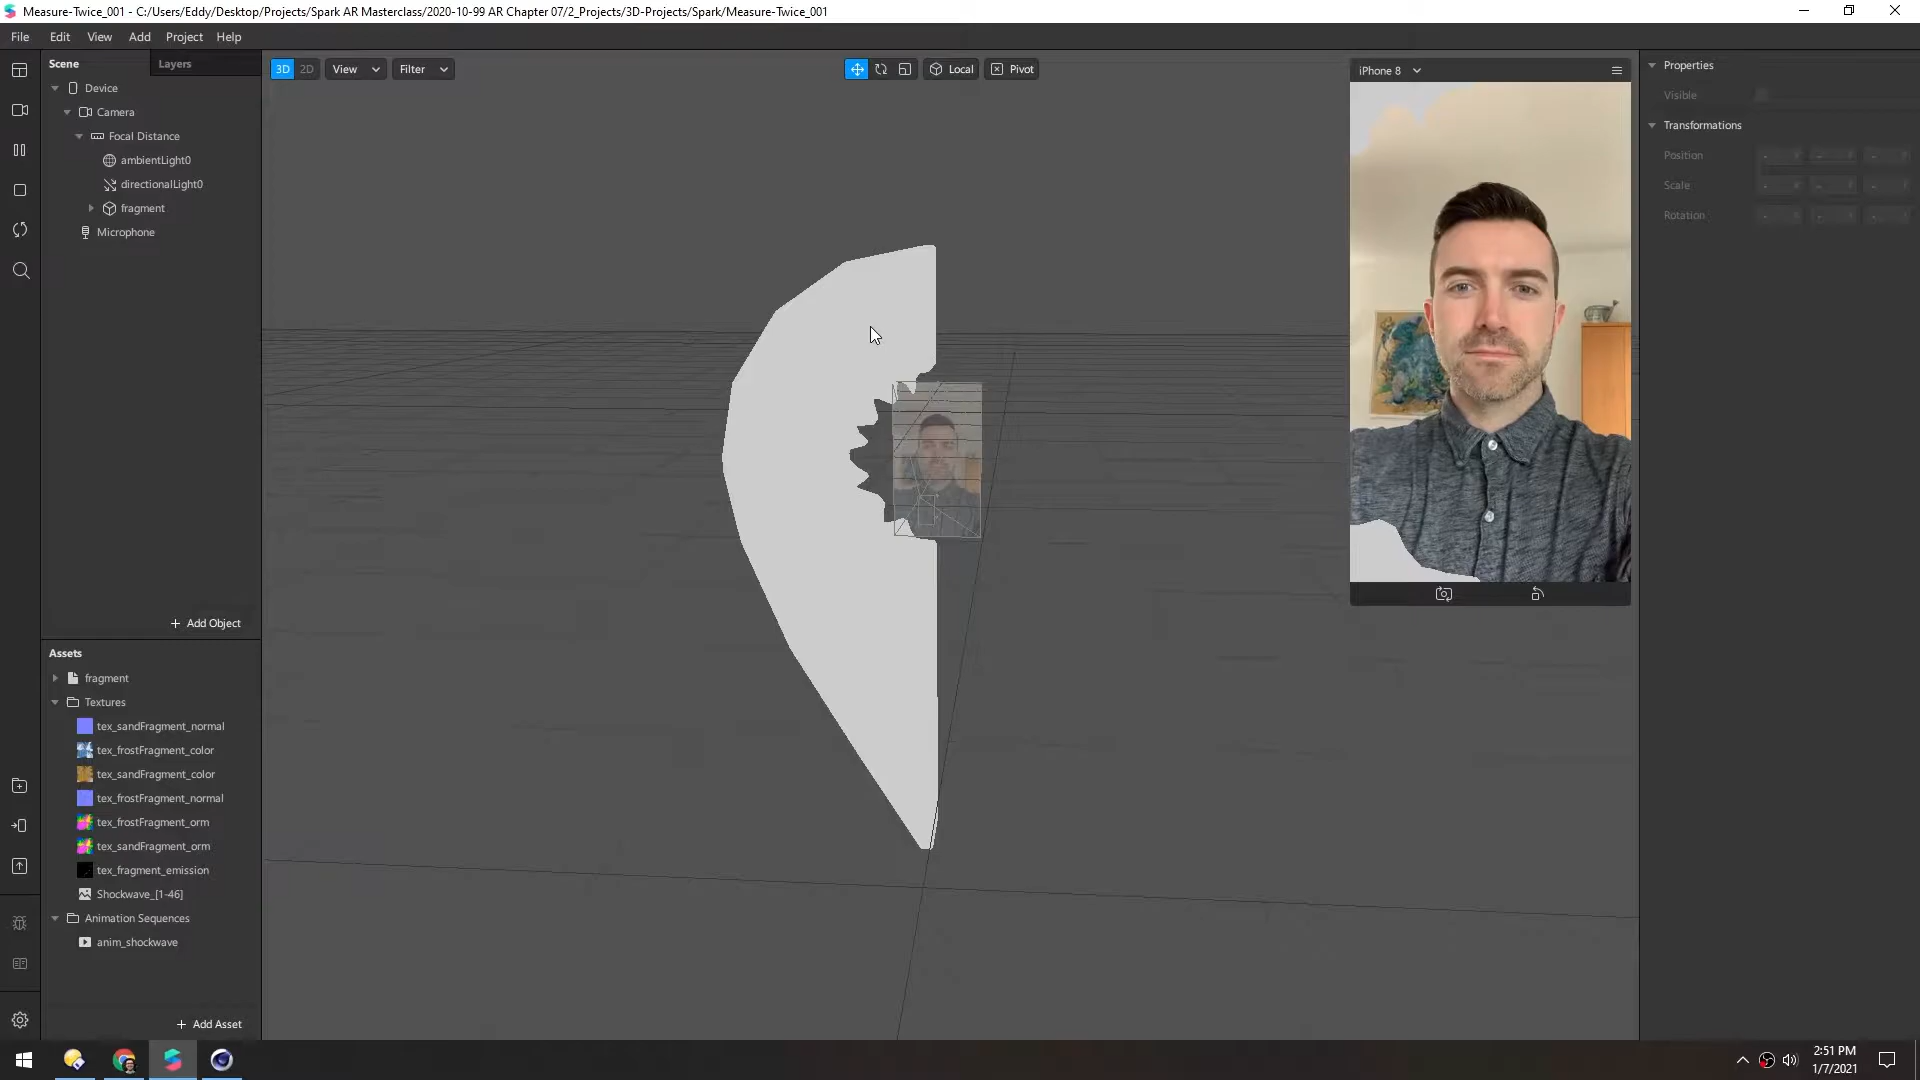 Measure-Twice_001 - C:/Users/Eddy/Desktop/Projects/Spark AR Masterclass/2020-10-99 AR Chapter 07/2_Projects/3D-Projects/Spark/Measure-Twice_001
File Edit View Add Project Help
Scene Layers
Device
Camera
Focal Distance
ambientLight0
directionalLight0
fragment
Microphone
+ Add Object
Assets
fragment
Textures
tex_sandFragment_normal
tex_frostFragment_color
tex_sandFragment_color
tex_frostFragment_normal
tex_frostFragment_orm
tex_sandFragment_orm
tex_fragment_emission
Shockwave_[1-46]
Animation Sequences
anim_shockwave
+ Add Asset
3D 2D View Filter Local Pivot
iPhone 8
Properties
Visible
Transformations
Position
Scale
Rotation
2:51 PM
1/7/2021